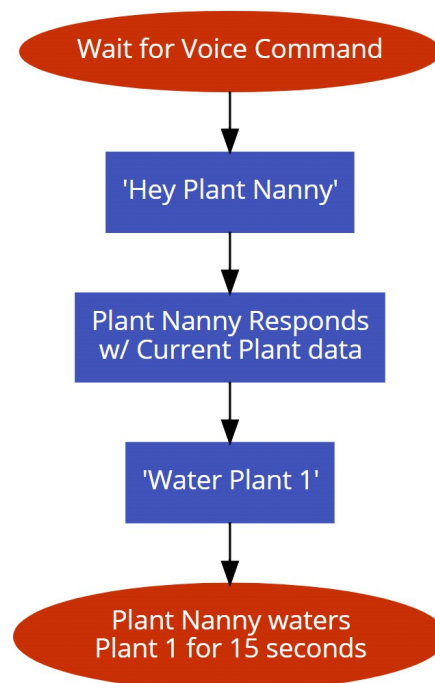 Wait for Voice Command
'Hey Plant Nanny'
Plant Nanny Responds
w/ Current Plant data
'Water Plant 1'
Plant Nanny waters
Plant 1 for 15 seconds